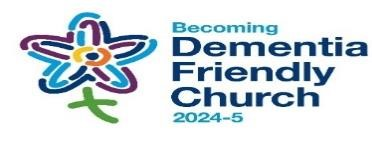 Becoming
Dementia
Friendly
Church
2024-5